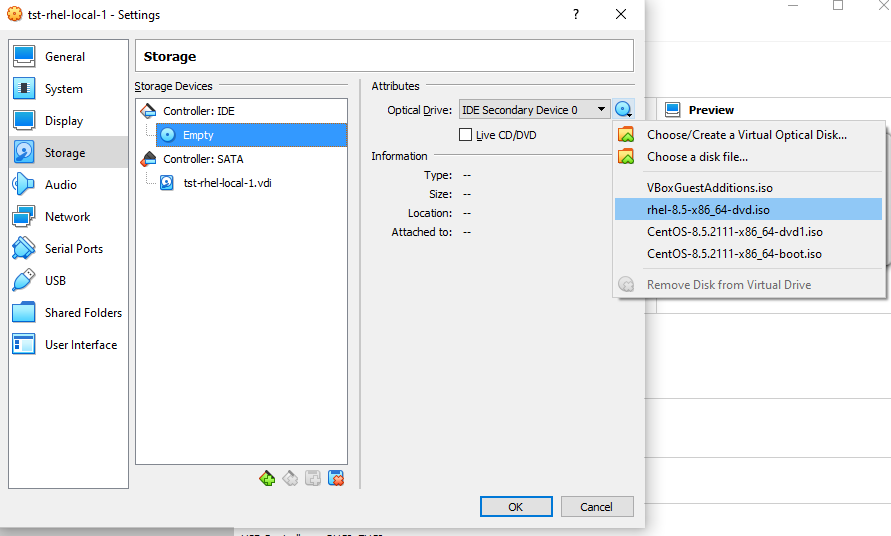 tst-rhel-local-1 - Settings
?
General
System
Display
Storage
Audio
Network
Serial Ports
USB
Shared Folders
User Interface
Storage
Storage Devices
Controller: IDE
Empty
Controller: SATA
tst-rhel-local-1.vdi
Attributes
Optical Drive: IDE Secondary Device 0
Live CD/DVD
Information
Type: --
Size: --
Location: --
Attached to: --
Preview
Choose/Create a Virtual Optical Disk...
Choose a disk file...
VBoxGuestAdditions.iso
rhel-8.5-x86_64-dvd.iso
CentOS-8.5.2111-x86_64-dvd1.iso
CentOS-8.5.2111-x86_64-boot.iso
Remove Disk from Virtual Drive
OK
Cancel